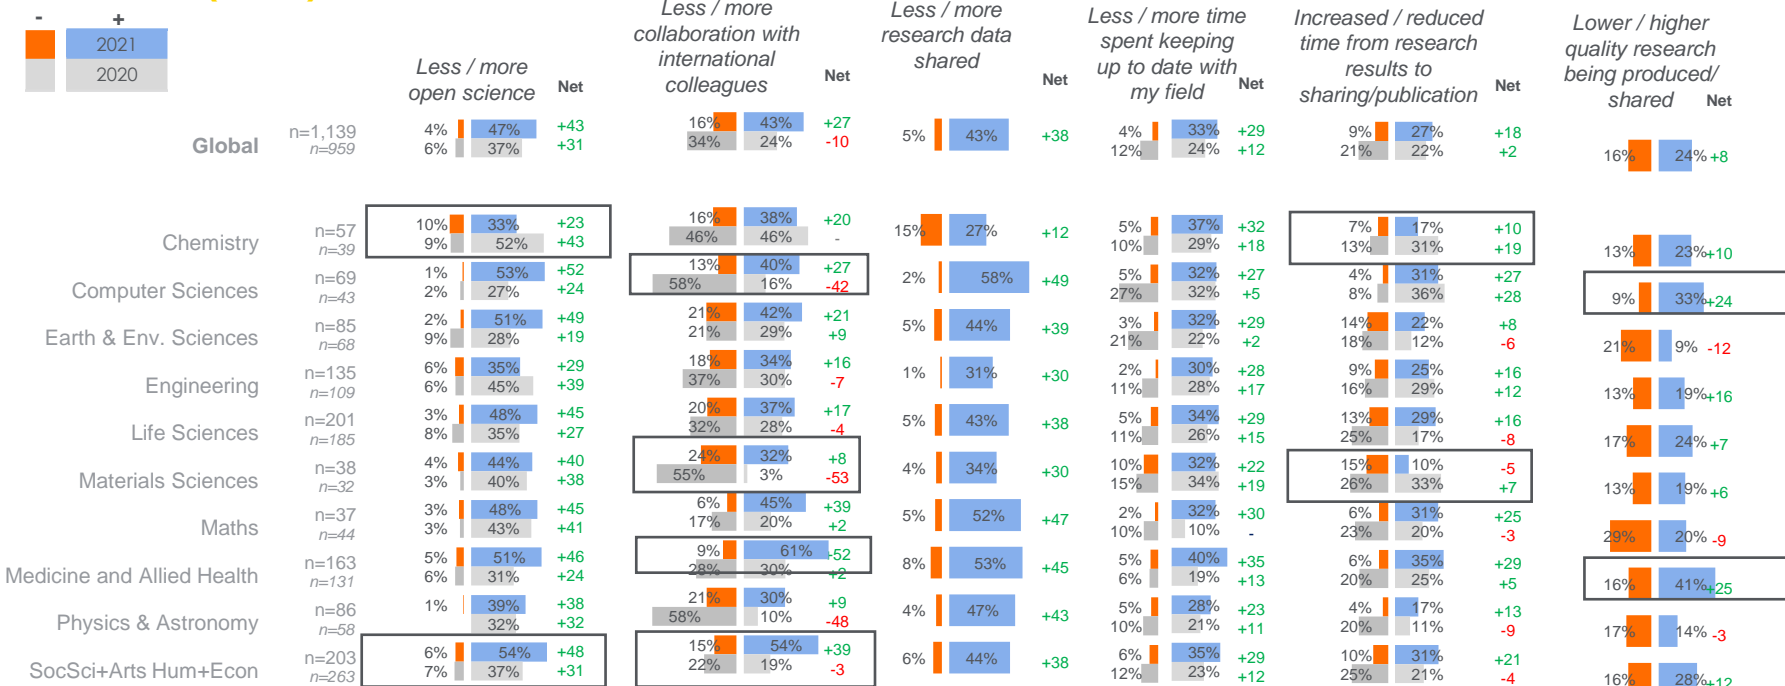 - +
2021
2020
Less / more
open science
Net
Less / more
collaboration with
international
colleagues
Net
Less / more
research data
shared
Net
Less / more time
spent keeping
up to date with
my field
Net
Increased / reduced
time from research
results to
sharing/publication
Net
Lower / higher
quality research
being produced/
shared
Net
Global n=1,139 4% 47% +43 16% 43% +27 5% 43% +38 4% 33% +29 9% 27% +18 16% 24% +8
n=959 6% 37% +31 34% 24% -10 12% 24% +12 21% 22% +2
Chemistry n=57 10% 33% +23 16% 38% +20 15% 27% +12 5% 37% +32 7% 17% +10 13% 23% +10
n=39 9% 52% +43 46% 46% - 10% 29% +18 13% 31% +19
Computer Sciences n=69 1% 53% +52 13% 40% +27 2% 58% +49 5% 32% +27 4% 31% +27 9% 33% +24
n=43 2% 27% +24 58% 16% -42 27% 32% +5 8% 36% +28
Earth & Env. Sciences n=85 2% 51% +49 21% 42% +21 5% 44% +39 3% 32% +29 14% 22% +8 21% 9% -12
n=68 9% 28% +19 21% 29% +9 21% 22% +2 18% 12% -6
Engineering n=135 6% 35% +29 18% 34% +16 1% 31% +30 2% 30% +28 9% 25% +16 13% 19% +16
n=109 6% 45% +39 37% 30% -7 11% 28% +17 16% 29% +12
Life Sciences n=201 3% 48% +45 20% 37% +17 5% 43% +38 5% 34% +29 13% 29% +16 17% 24% +7
n=185 8% 35% +27 32% 28% -4 11% 26% +15 25% 17% -8
Materials Sciences n=38 4% 44% +40 24% 32% +8 4% 34% +30 10% 32% +22 15% 10% -5 13% 19% +6
n=32 3% 40% +38 55% 3% -53 15% 34% +19 26% 33% +7
Maths n=37 3% 48% +45 6% 45% +39 5% 52% +47 2% 32% +30 6% 31% +25 29% 20% -9
n=44 3% 43% +41 17% 20% +2 10% 10% - 23% 20% -3
Medicine and Allied Health n=163 5% 51% +46 9% 61% +52 8% 53% +45 5% 40% +35 6% 35% +29 16% 41% +25
n=131 6% 31% +24 28% 30% +2 6% 19% +13 20% 25% +5
Physics & Astronomy n=86 1% 39% +38 21% 30% +9 4% 47% +43 5% 28% +23 4% 17% +13 17% 14% -3
n=58 32% +32 58% 10% -48 10% 21% +11 20% 11% -9
SocSci+Arts Hum+Econ n=203 6% 54% +48 15% 54% +39 6% 44% +38 6% 35% +29 10% 31% +21 16% 28% +12
n=263 7% 37% +31 22% 19% -3 12% 23% +12 25% 21% -4